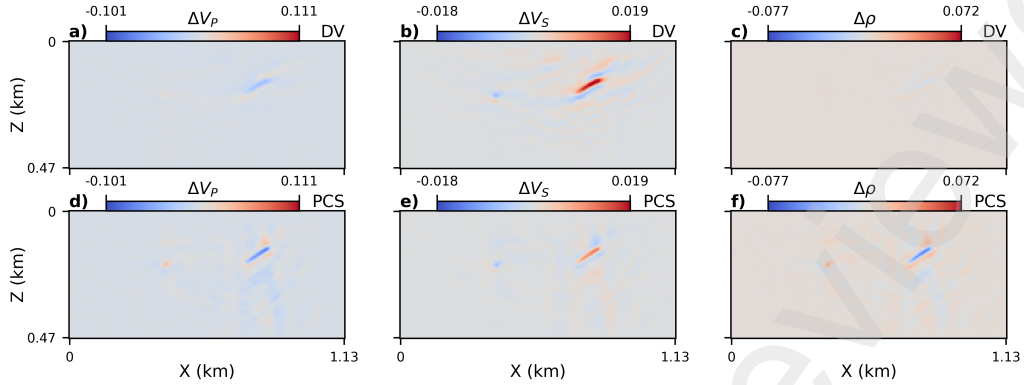 -0.101 0.111 -0.018 0.019 -0.077 0.072
a) ΔV_P DV b) ΔV_S DV c) Δρ DV
0
Z (km)
0.47
-0.101 0.111 -0.018 0.019 -0.077 0.072
d) ΔV_P PCS e) ΔV_S PCS f) Δρ PCS
0
Z (km)
0.47
0 1.13 0 1.13 0 1.13
X (km) X (km) X (km)